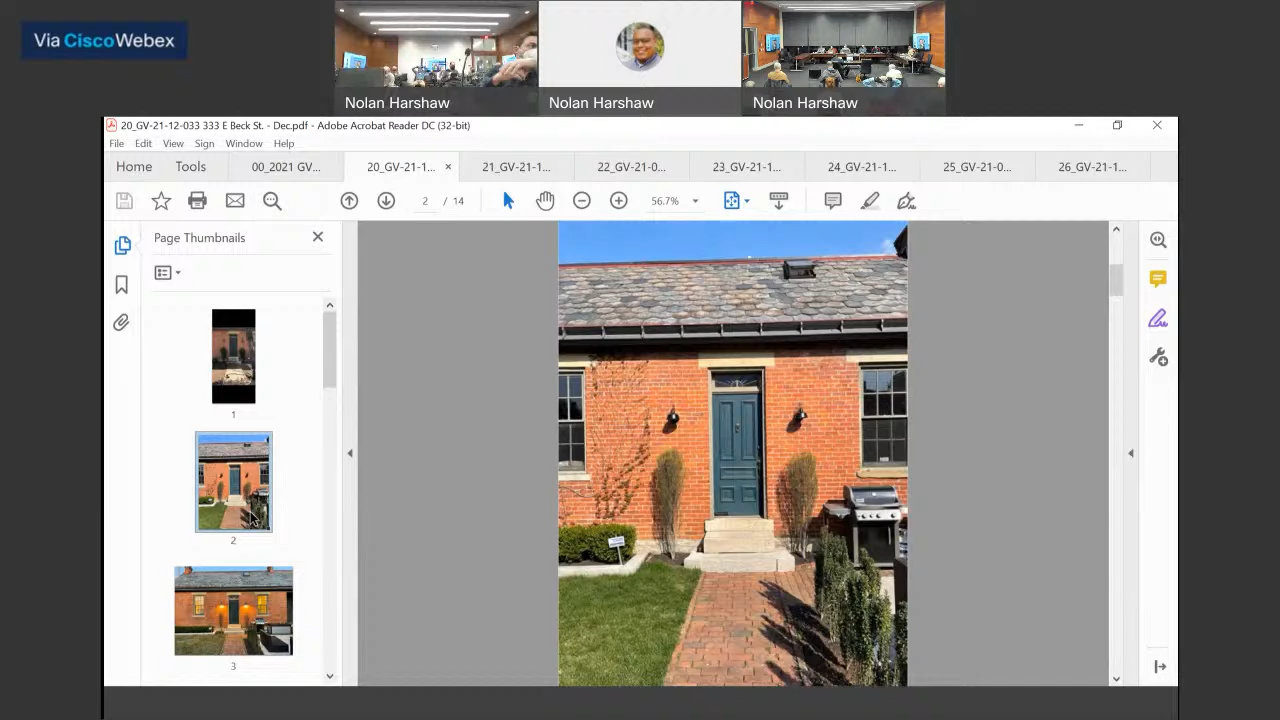 Via CiscoWebex
Nolan Harshaw
Nolan Harshaw
Nolan Harshaw
20_GV-21-12-033 333 E Beck St. - Dec.pdf - Adobe Acrobat Reader DC (32-bit)
File Edit View Sign Window Help
Home Tools 00_2021 GV... 20_GV-21-1... × 21_GV-21-1... 22_GV-21-0... 23_GV-21-1... 24_GV-21-1... 25_GV-21-0... 26_GV-21-1...
2 / 14 56.7%
Page Thumbnails
1
2
3